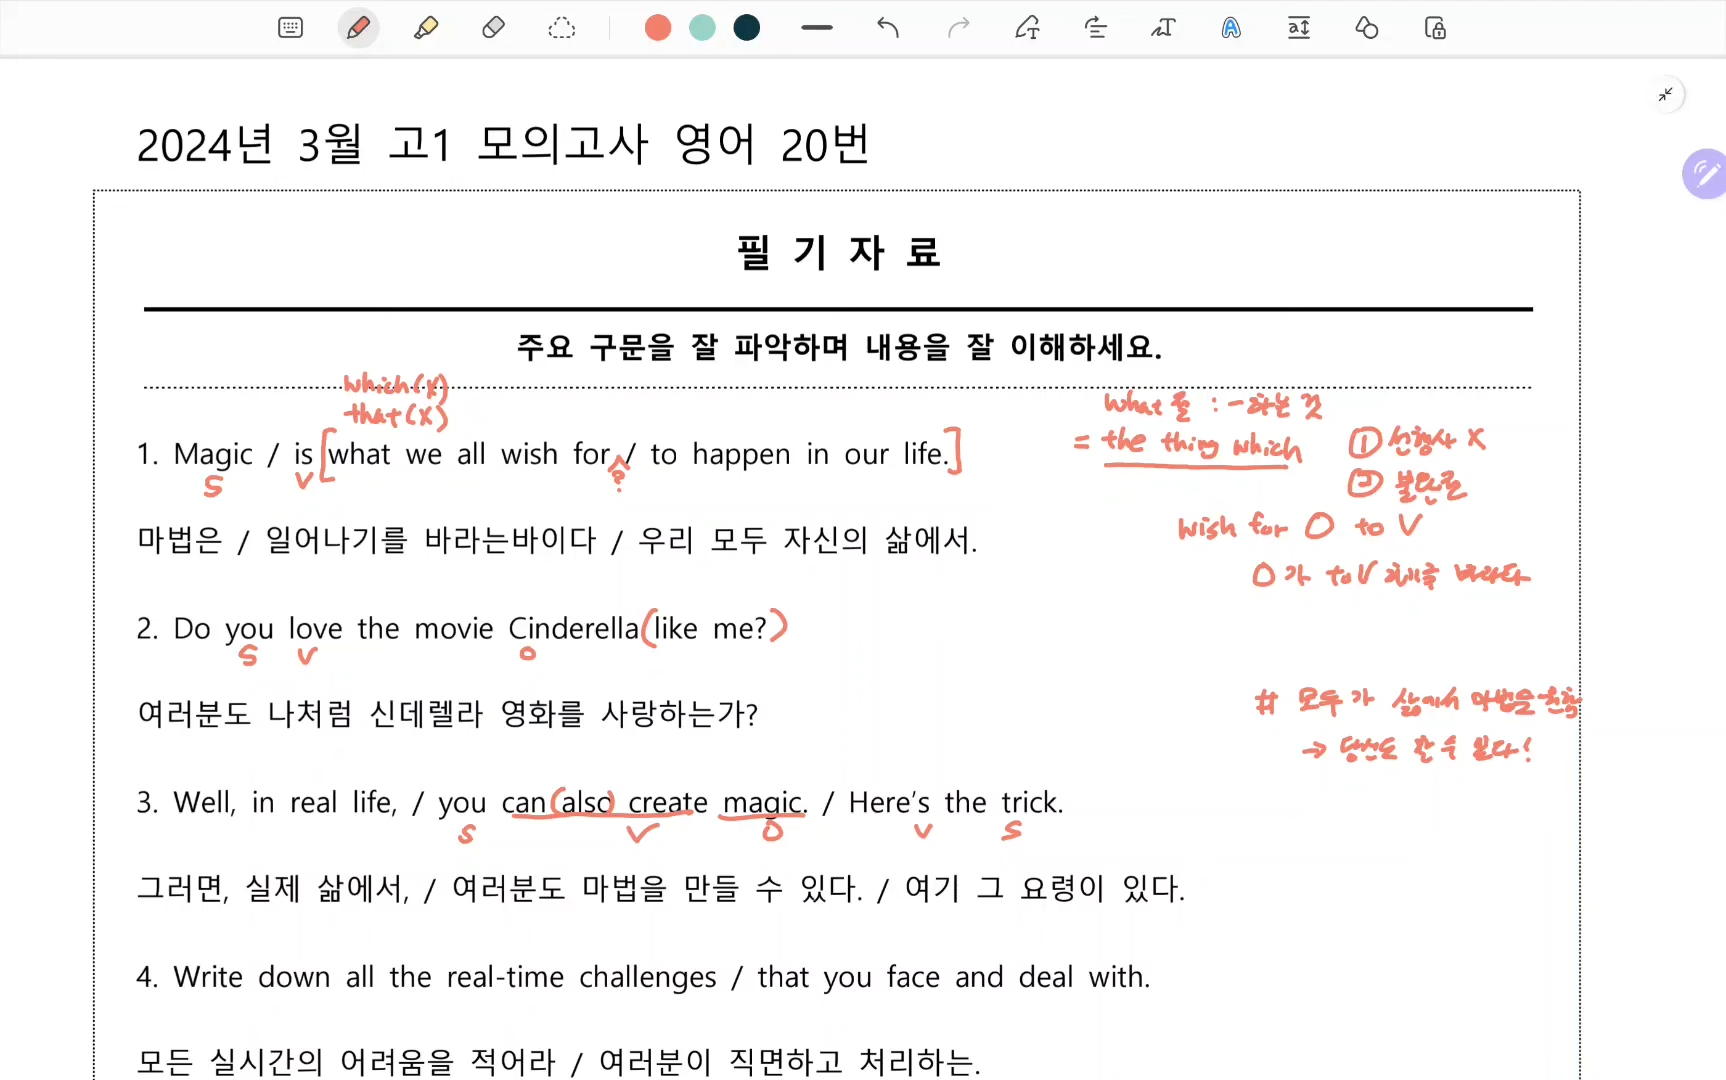 2024년 3월 고1 모의고사 영어 20번
필 기 자 료
주요 구문을 잘 파악하며 내용을 잘 이해하세요.
which(X)
that(X)
what 절 : ~하는 것
= the thing which
① 선행사 X
② 불완전
1. Magic / is [what we all wish for / to happen in our life.]
S V ?
wish for O to V
O가 to V 하기를 바라다
마법은 / 일어나기를 바라는바이다 / 우리 모두 자신의 삶에서.
2. Do you love the movie Cinderella (like me?)
S V O
여러분도 나처럼 신데렐라 영화를 사랑하는가?
# 모두가 삶에서 마법을 원함
→ 당신도 할 수 있다!
3. Well, in real life, / you can (also) create magic. / Here's the trick.
S V O V S
그러면, 실제 삶에서, / 여러분도 마법을 만들 수 있다. / 여기 그 요령이 있다.
4. Write down all the real-time challenges / that you face and deal with.
모든 실시간의 어려움을 적어라 / 여러분이 직면하고 처리하는.